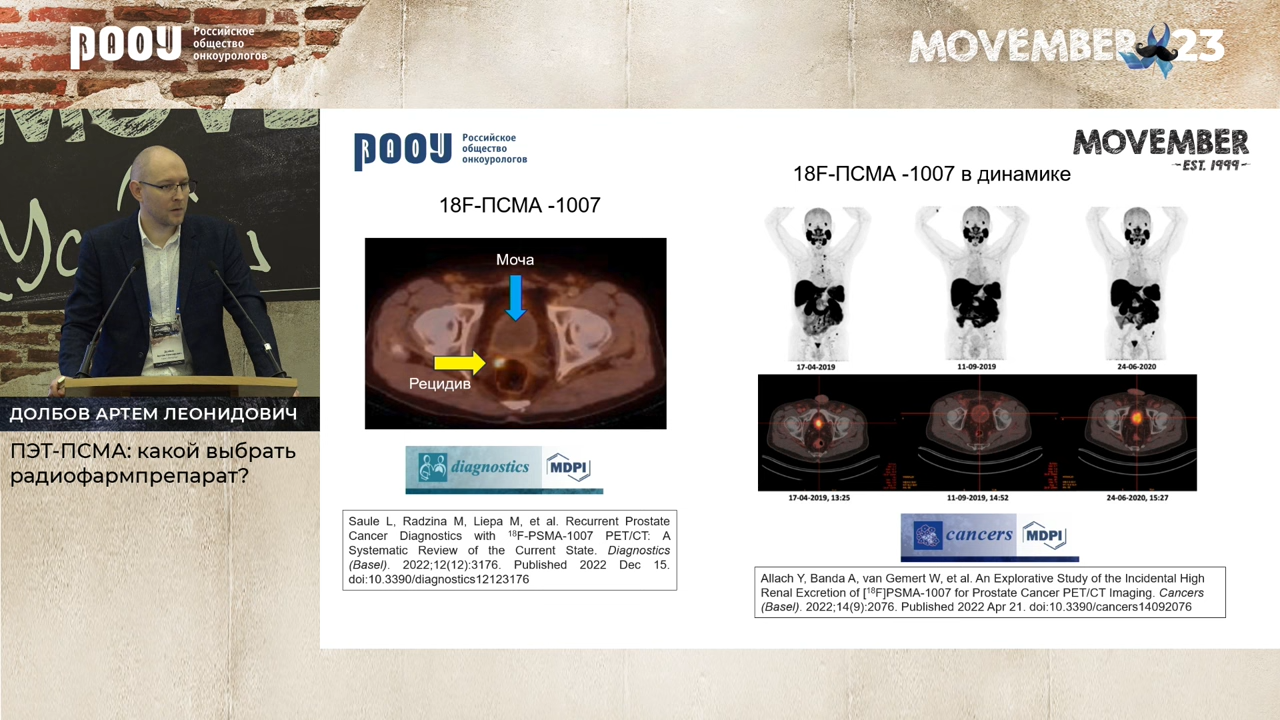 РАОУ
Российское
общество
онкоурологов
MOVEMBER 23
РАОУ
Российское
общество
онкоурологов
MOVEMBER
EST. 1999
18F-ПСМА -1007
18F-ПСМА -1007 в динамике
Моча
Рецидив
17-04-2019
11-09-2019
24-06-2020
17-04-2019, 13:25
11-09-2019, 14:52
24-06-2020, 15:27
diagnostics
MDPI
Saule L, Radzina M, Liepa M, et al. Recurrent Prostate
Cancer Diagnostics with 18F-PSMA-1007 PET/CT: A
Systematic Review of the Current State. Diagnostics
(Basel). 2022;12(12):3176. Published 2022 Dec 15.
doi:10.3390/diagnostics12123176
cancers
MDPI
Allach Y, Banda A, van Gemert W, et al. An Explorative Study of the Incidental High
Renal Excretion of [18F]PSMA-1007 for Prostate Cancer PET/CT Imaging. Cancers
(Basel). 2022;14(9):2076. Published 2022 Apr 21. doi:10.3390/cancers14092076
ДОЛБОВ АРТЕМ ЛЕОНИДОВИЧ
ПЭТ-ПСМА: какой выбрать
радиофармпрепарат?